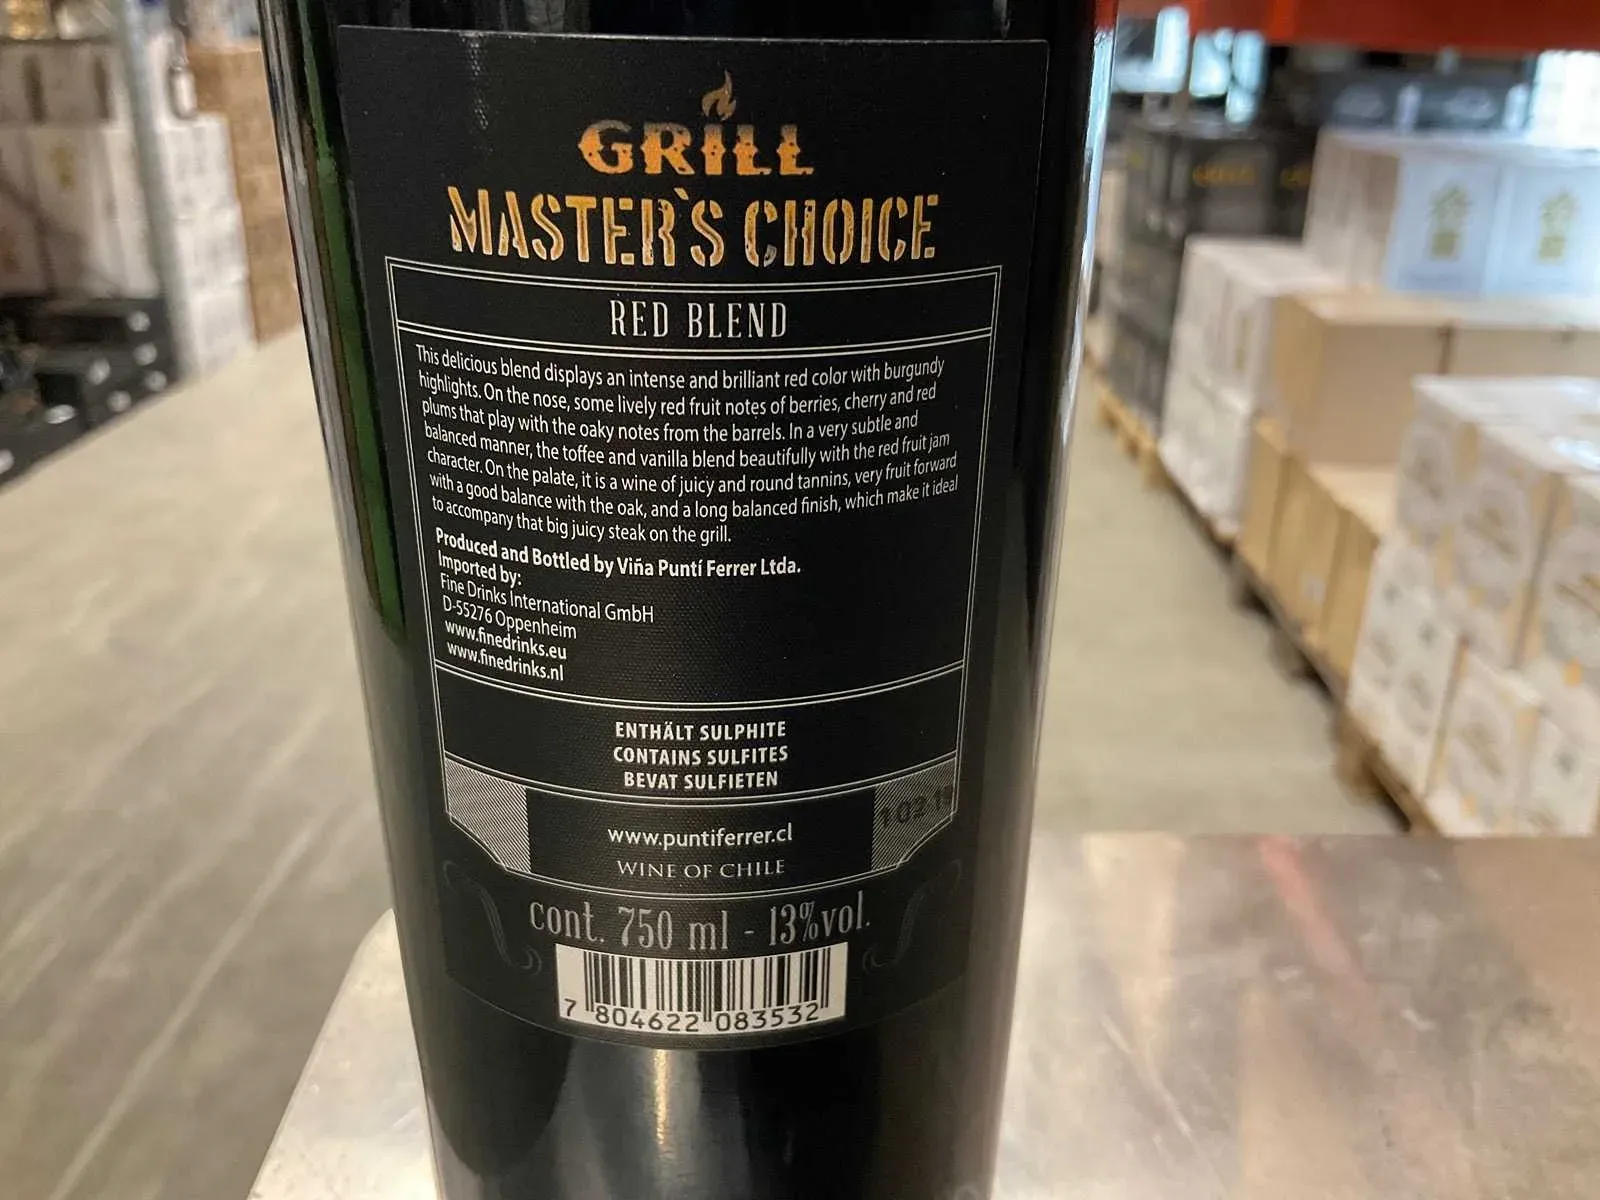 GRILL
MASTER`S CHOICE
RED BLEND
This delicious blend displays an intense and brilliant red color with burgundy
highlights. On the nose, some lively red fruit notes of berries, cherry and red
plums that play with the oaky notes from the barrels. In a very subtle and
balanced manner, the toffee and vanilla blend beautifully with the red fruit jam
character. On the palate, it is a wine of juicy and round tannins, very fruit forward
with a good balance with the oak, and a long balanced finish, which make it ideal
to accompany that big juicy steak on the grill.
Produced and Bottled by Viña Puntí Ferrer Ltda.
Imported by:
Fine Drinks International GmbH
D-55276 Oppenheim
www.finedrinks.eu
www.finedrinks.nl
ENTHÄLT SULPHITE
CONTAINS SULFITES
BEVAT SULFIETEN
www.puntiferrer.cl
WINE OF CHILE
cont. 750 ml - 13%vol.
7 804622 083532